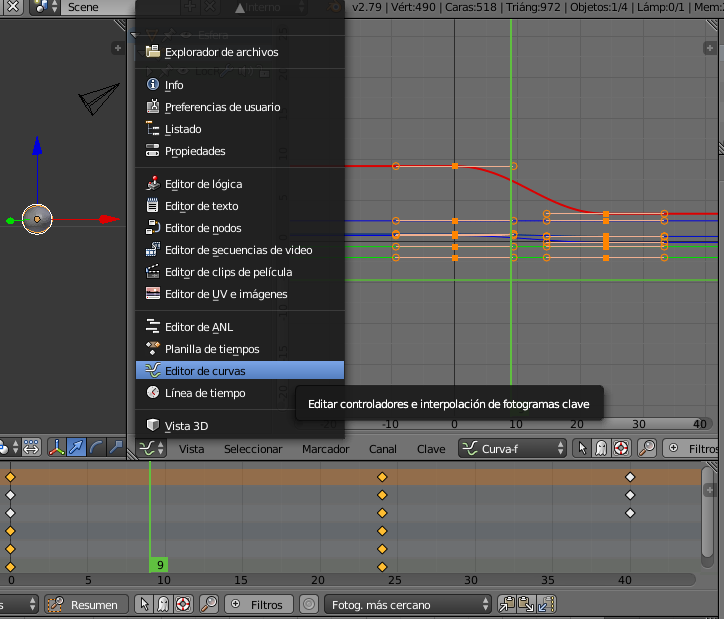 Scene
Interno
v2.79 | Vért:490 | Caras:518 | Triáng:972 | Objetos:1/4 | Lámp:0/1 | Mem:
Esfera
Explorador de archivos
Info
Preferencias de usuario
Listado
Propiedades
Editor de lógica
Editor de texto
Editor de nodos
Editor de secuencias de video
Editor de clips de película
Editor de UV e imágenes
Editor de ANL
Planilla de tiempos
Editor de curvas
Línea de tiempo
Editar controladores e interpolación de fotogramas clave
Vista 3D
-10 0 10 20 30 40
Vista Seleccionar Marcador Canal Clave Curva-f Filtros
9
0 5 10 15 20 25 30 35 40
s Resumen Filtros Fotog. más cercano